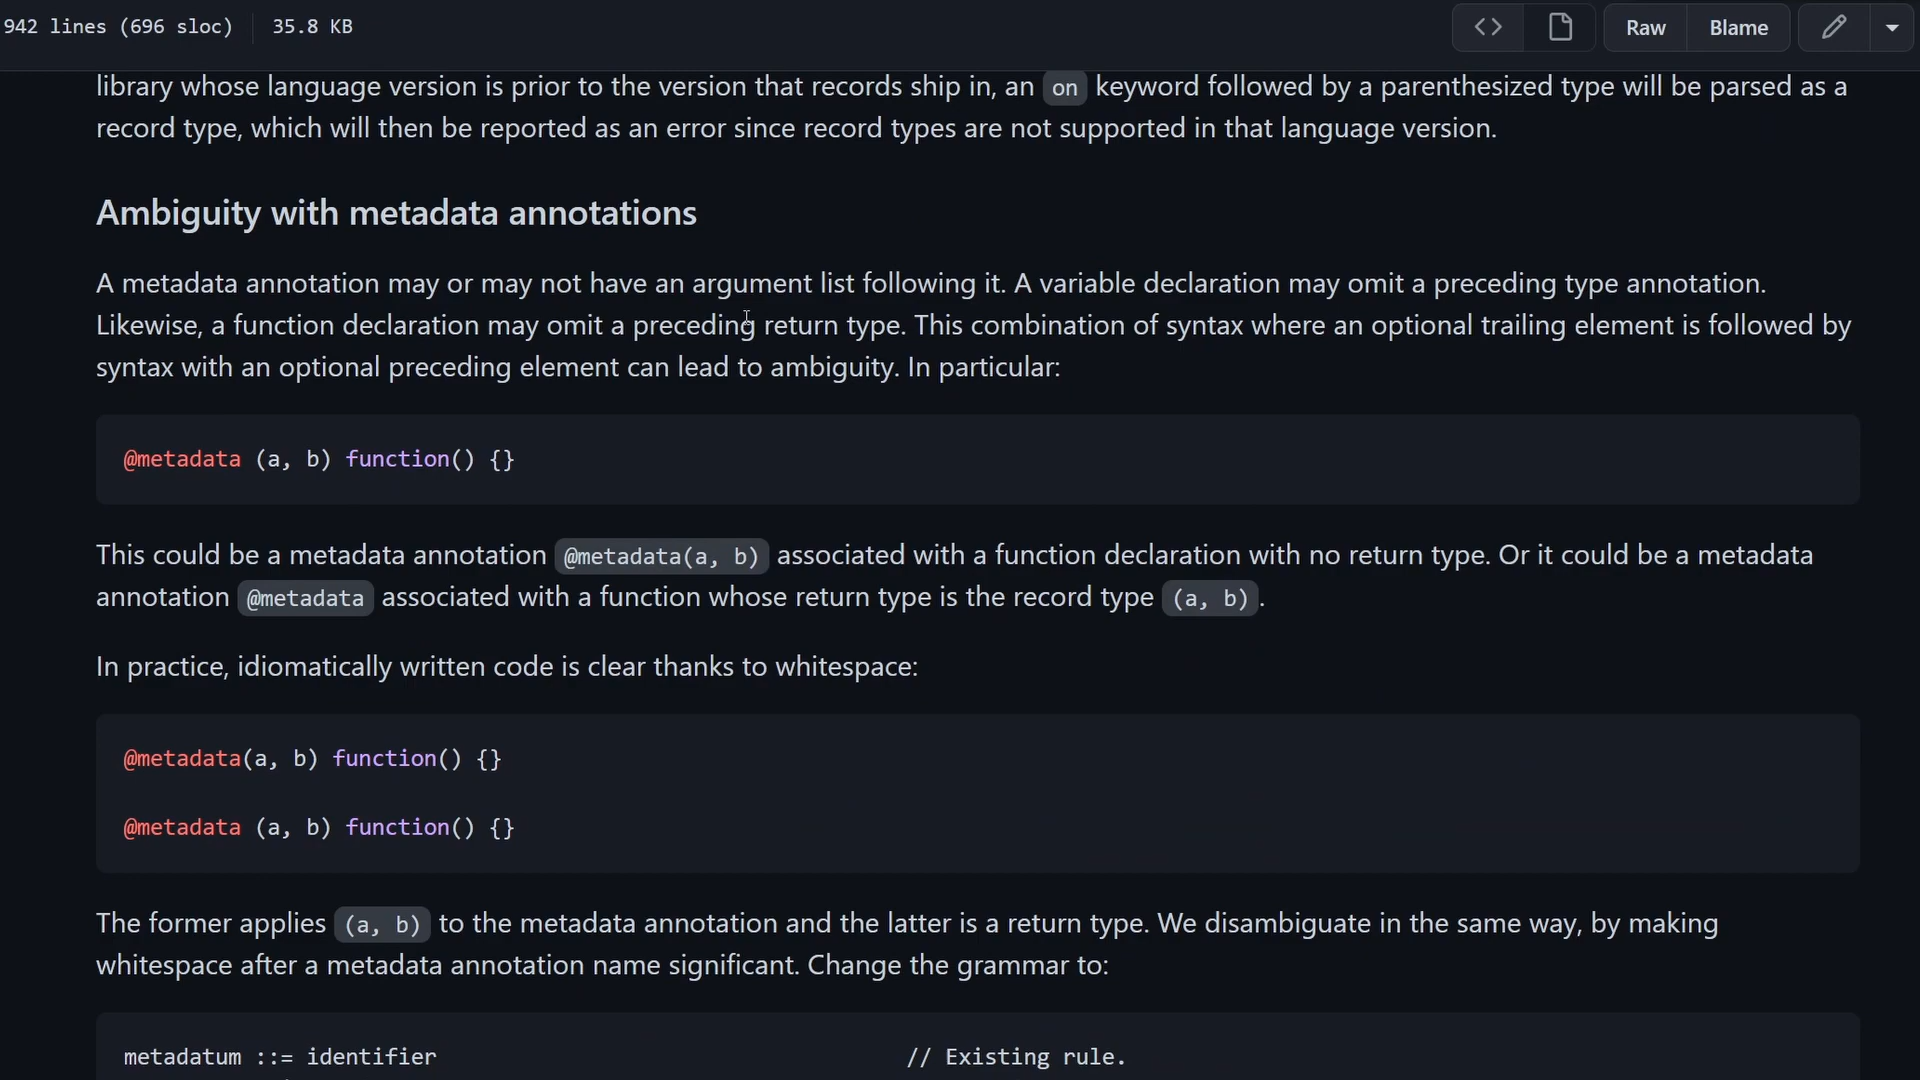 942 lines (696 sloc) 35.8 KB
Raw Blame
library whose language version is prior to the version that records ship in, an on keyword followed by a parenthesized type will be parsed as a
record type, which will then be reported as an error since record types are not supported in that language version.
Ambiguity with metadata annotations
A metadata annotation may or may not have an argument list following it. A variable declaration may omit a preceding type annotation.
Likewise, a function declaration may omit a preceding return type. This combination of syntax where an optional trailing element is followed by
syntax with an optional preceding element can lead to ambiguity. In particular:
@metadata (a, b) function() {}
This could be a metadata annotation @metadata(a, b) associated with a function declaration with no return type. Or it could be a metadata
annotation @metadata associated with a function whose return type is the record type (a, b).
In practice, idiomatically written code is clear thanks to whitespace:
@metadata(a, b) function() {}
@metadata (a, b) function() {}
The former applies (a, b) to the metadata annotation and the latter is a return type. We disambiguate in the same way, by making
whitespace after a metadata annotation name significant. Change the grammar to:
metadatum ::= identifier // Existing rule.